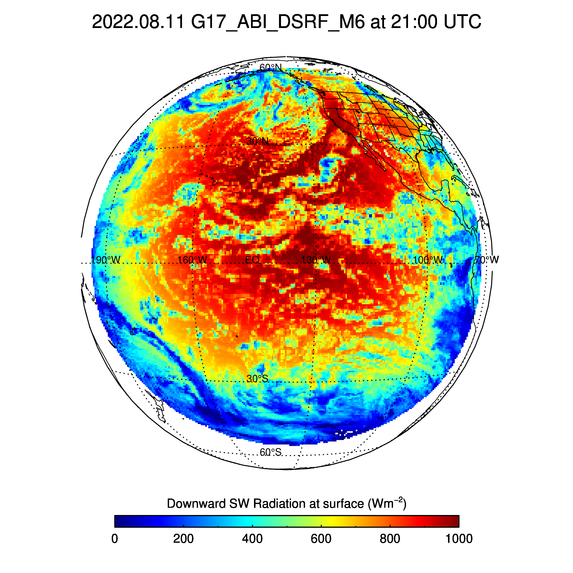 2022.08.11 G17_ABI_DSRF_M6 at 21:00 UTC
60°N
30°N
90°W 160°W EQ 130°W 100°W 70°W
30°S
60°S
Downward SW Radiation at surface (Wm⁻²)
0 200 400 600 800 1000